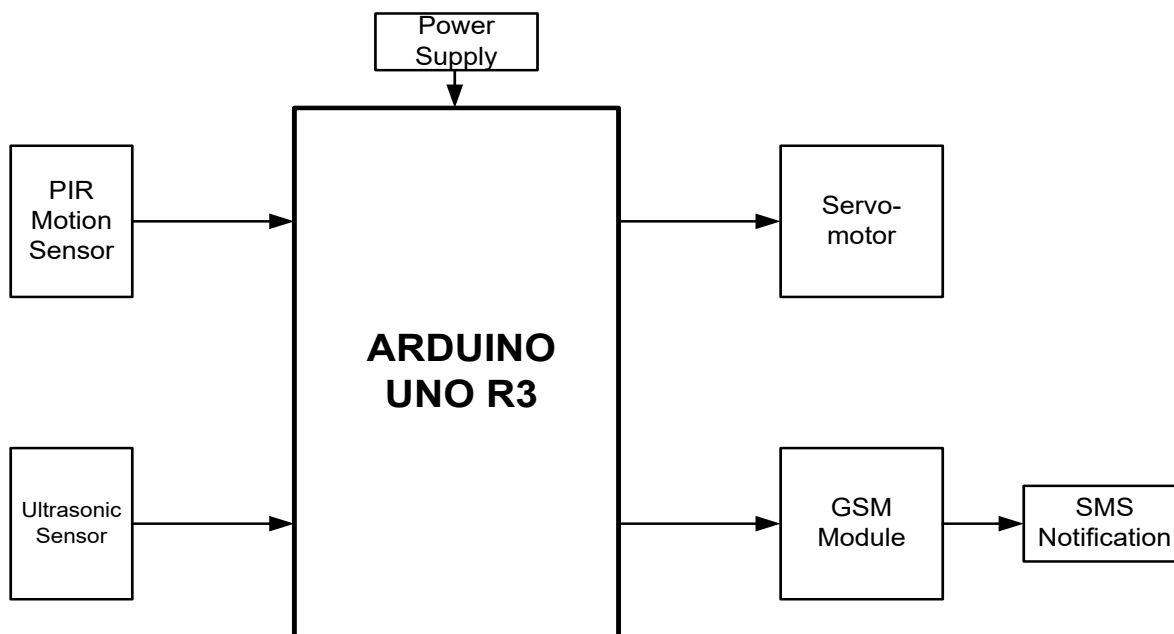 Power
Supply
PIR
Motion
Sensor
Servo-
motor
ARDUINO
UNO R3
Ultrasonic
Sensor
GSM
Module
SMS
Notification